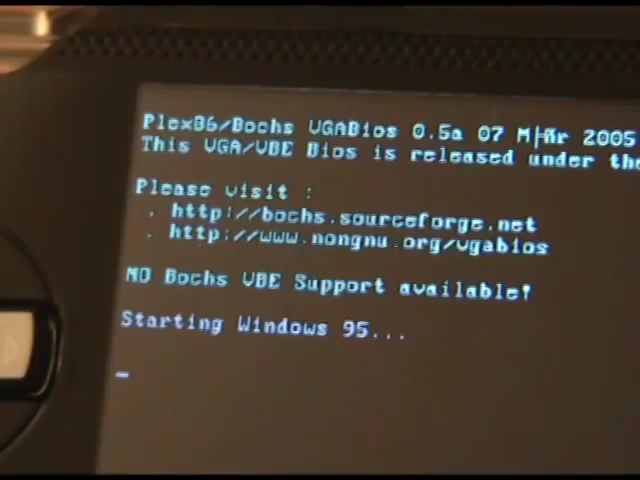 Plex86/Bochs VGABios 0.5a 07 M├ñr 2005
This VGA/VBE Bios is released under the
Please visit :
. http://bochs.sourceforge.net
. http://www.nongnu.org/vgabios
NO Bochs VBE Support available!
Starting Windows 95...